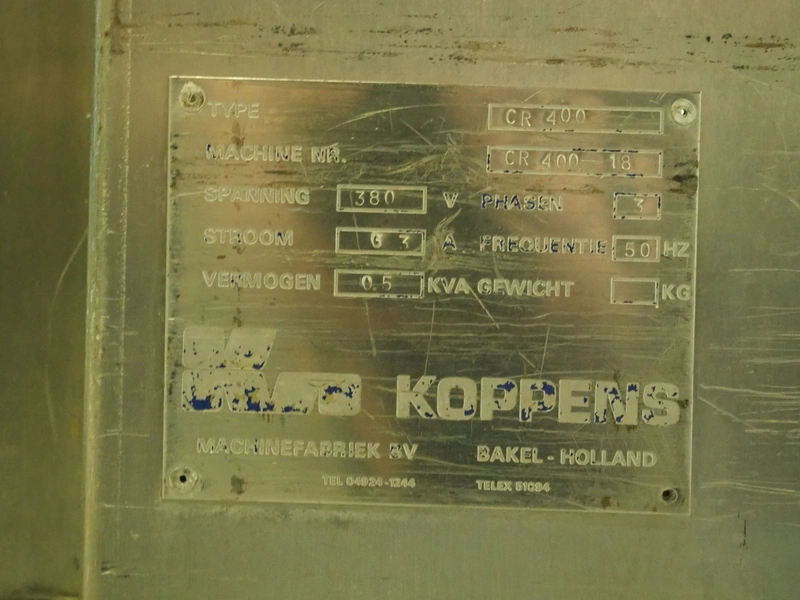 TYPE CR 400
MACHINE NR. CR 400-18
SPANNING 380 V PHASEN 3
STROOM 6 3 A FREQUENTIE 50 HZ
VERMOGEN 0.5 KVA GEWICHT KG
KOPPENS
MACHINEFABRIEK BV BAKEL - HOLLAND
TEL 04924-1244 TELEX 51094